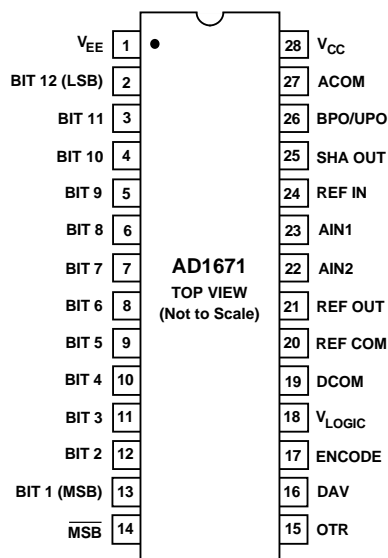 V_EE 1 28 V_CC
BIT 12 (LSB) 2 27 ACOM
BIT 11 3 26 BPO/UPO
BIT 10 4 25 SHA OUT
BIT 9 5 24 REF IN
BIT 8 6 23 AIN1
BIT 7 7 22 AIN2
AD1671
TOP VIEW
(Not to Scale)
BIT 6 8 21 REF OUT
BIT 5 9 20 REF COM
BIT 4 10 19 DCOM
BIT 3 11 18 V_LOGIC
BIT 2 12 17 ENCODE
BIT 1 (MSB) 13 16 DAV
M̅S̅B̅ 14 15 OTR